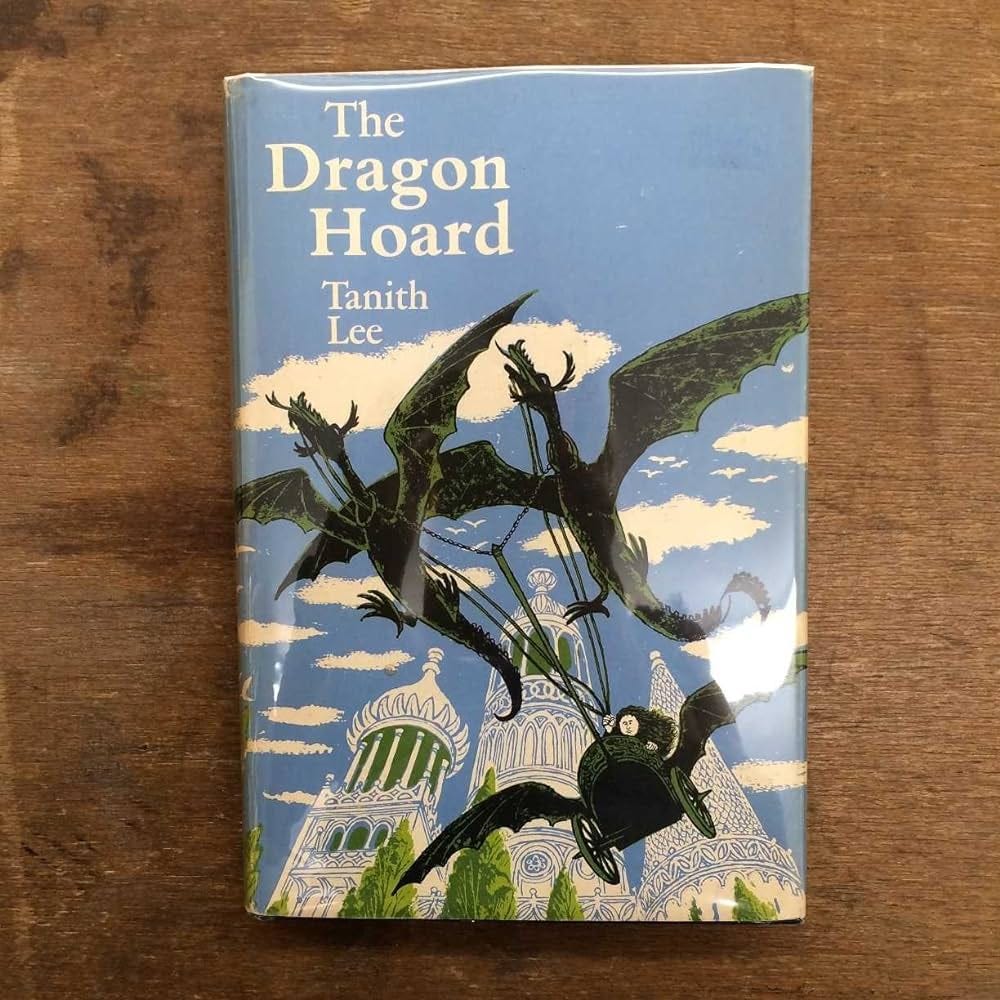 The
Dragon
Hoard
Tanith
Lee